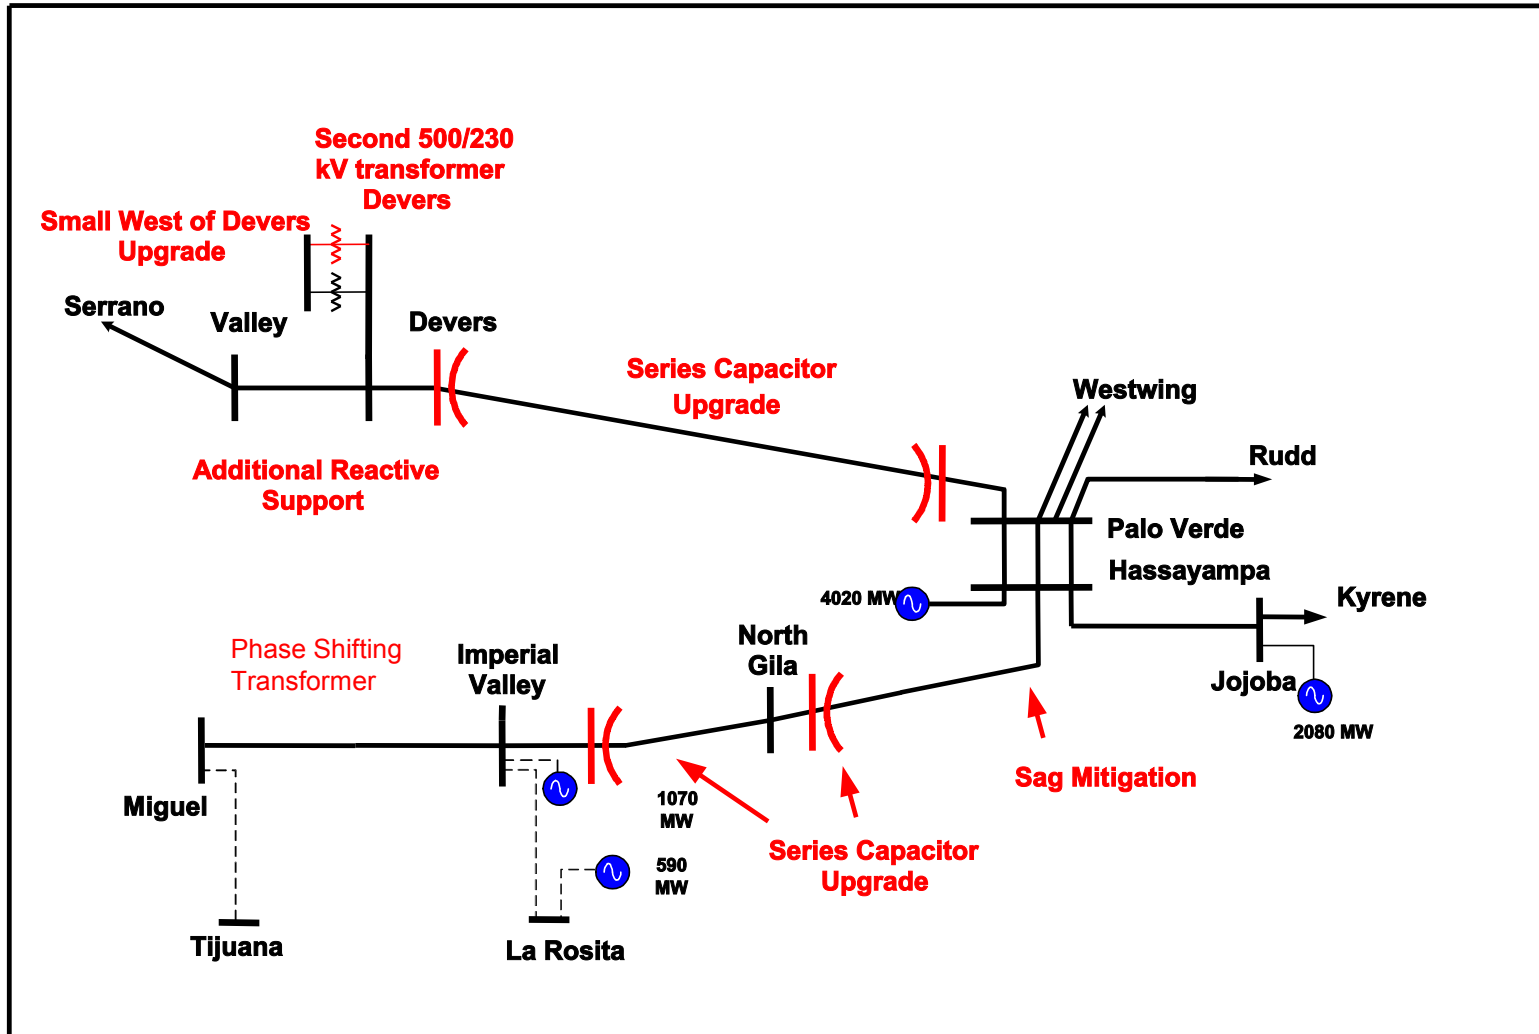 Second 500/230
kV transformer
Devers
Small West of Devers
Upgrade
Serrano
Valley
Devers
Series Capacitor
Upgrade
Westwing
Rudd
Additional Reactive
Support
Palo Verde
Hassayampa
4020 MW
Kyrene
North
Gila
Phase Shifting
Transformer
Imperial
Valley
Jojoba
2080 MW
Sag Mitigation
Miguel
1070
MW
Series Capacitor
Upgrade
590
MW
Tijuana
La Rosita